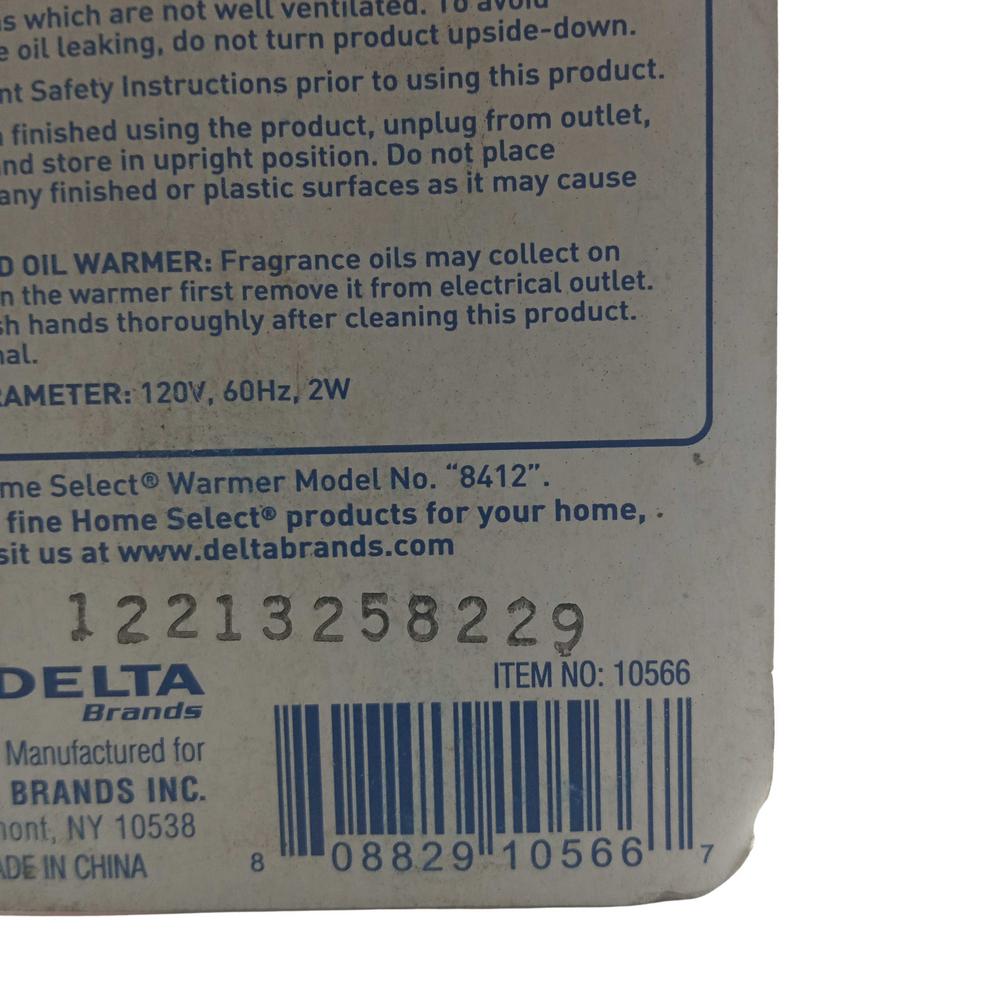 s which are not well ventilated. To avoid
e oil leaking, do not turn product upside-down.
nt Safety Instructions prior to using this product.
finished using the product, unplug from outlet,
nd store in upright position. Do not place
any finished or plastic surfaces as it may cause
D OIL WARMER: Fragrance oils may collect on
n the warmer first remove it from electrical outlet.
sh hands thoroughly after cleaning this product.
nal.
RAMETER: 120V, 60Hz, 2W
me Select® Warmer Model No. “8412”.
fine Home Select® products for your home,
sit us at www.deltabrands.com
12213258229
DELTA
Brands
ITEM NO: 10566
Manufactured for
BRANDS INC.
mont, NY 10538
ADE IN CHINA
8 08829 10566 7